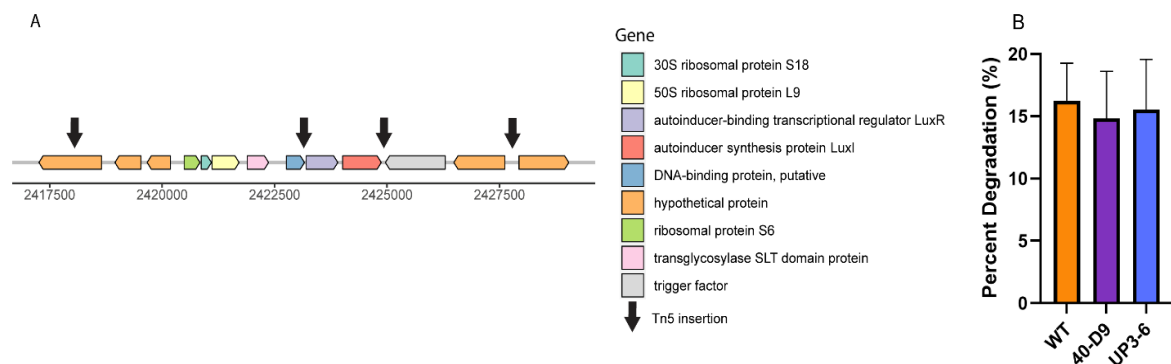 A
2417500 2420000 2422500 2425000 2427500
Gene
30S ribosomal protein S18
50S ribosomal protein L9
autoinducer-binding transcriptional regulator LuxR
autoinducer synthesis protein LuxI
DNA-binding protein, putative
hypothetical protein
ribosomal protein S6
transglycosylase SLT domain protein
trigger factor
Tn5 insertion
B
Percent Degradation (%)
20
15
10
5
0
WT
40-D9
UP3-6